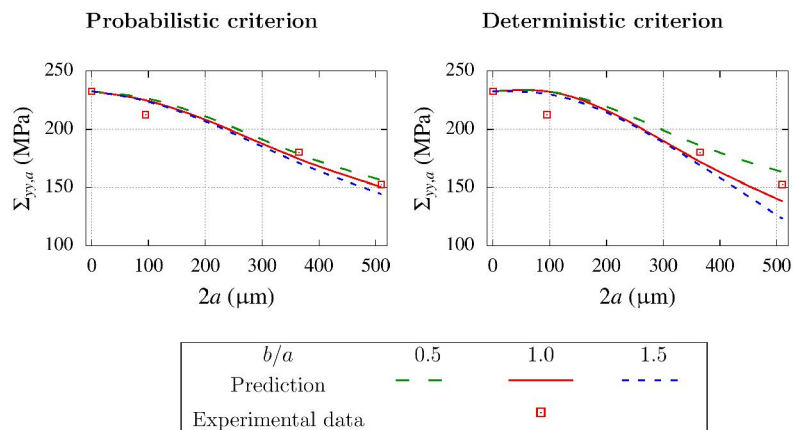 Probabilistic criterion
Deterministic criterion
250
200
150
100
Σyy,a (MPa)
0 100 200 300 400 500
2a (μm)
250
200
150
100
Σyy,a (MPa)
0 100 200 300 400 500
2a (μm)
b/a 0.5 1.0 1.5
Prediction
Experimental data